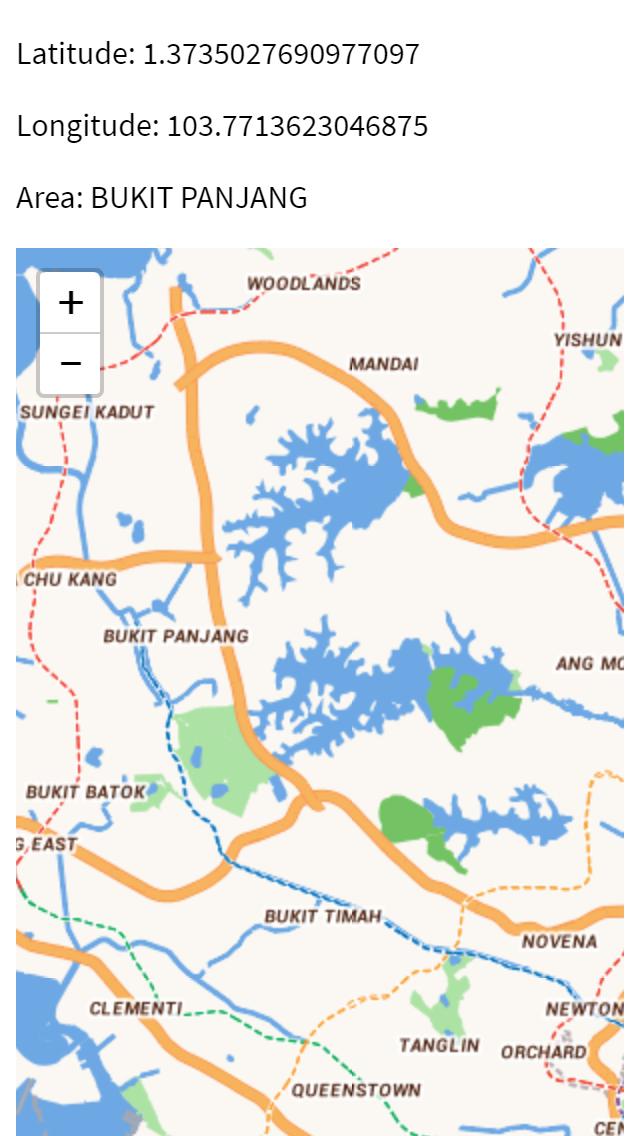 Latitude: 1.3735027690977097
Longitude: 103.7713623046875
Area: BUKIT PANJANG
+
−
WOODLANDS
YISHUN
MANDAI
SUNGEI KADUT
CHU KANG
BUKIT PANJANG
ANG MO
BUKIT BATOK
G EAST
BUKIT TIMAH
NOVENA
CLEMENTI
NEWTON
TANGLIN
ORCHARD
QUEENSTOWN
CEN